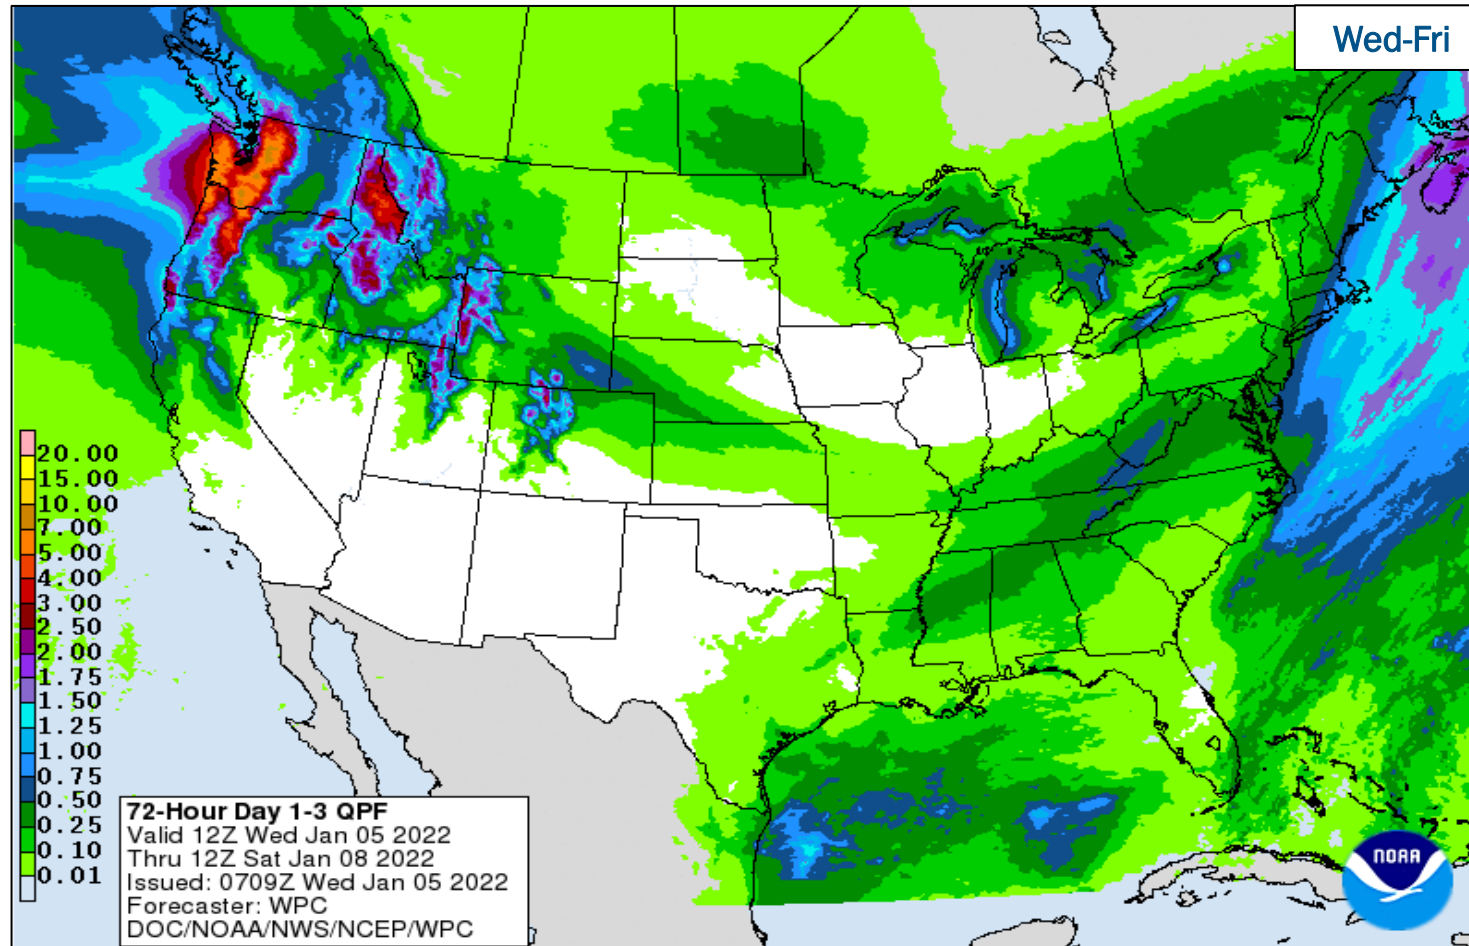 Wed-Fri
20.00
15.00
10.00
7.00
5.00
4.00
3.00
2.50
2.00
1.75
1.50
1.25
1.00
0.75
0.50
0.25
0.10
0.01
72-Hour Day 1-3 QPF
Valid 12Z Wed Jan 05 2022
Thru 12Z Sat Jan 08 2022
Issued: 0709Z Wed Jan 05 2022
Forecaster: WPC
DOC/NOAA/NWS/NCEP/WPC
NOAA